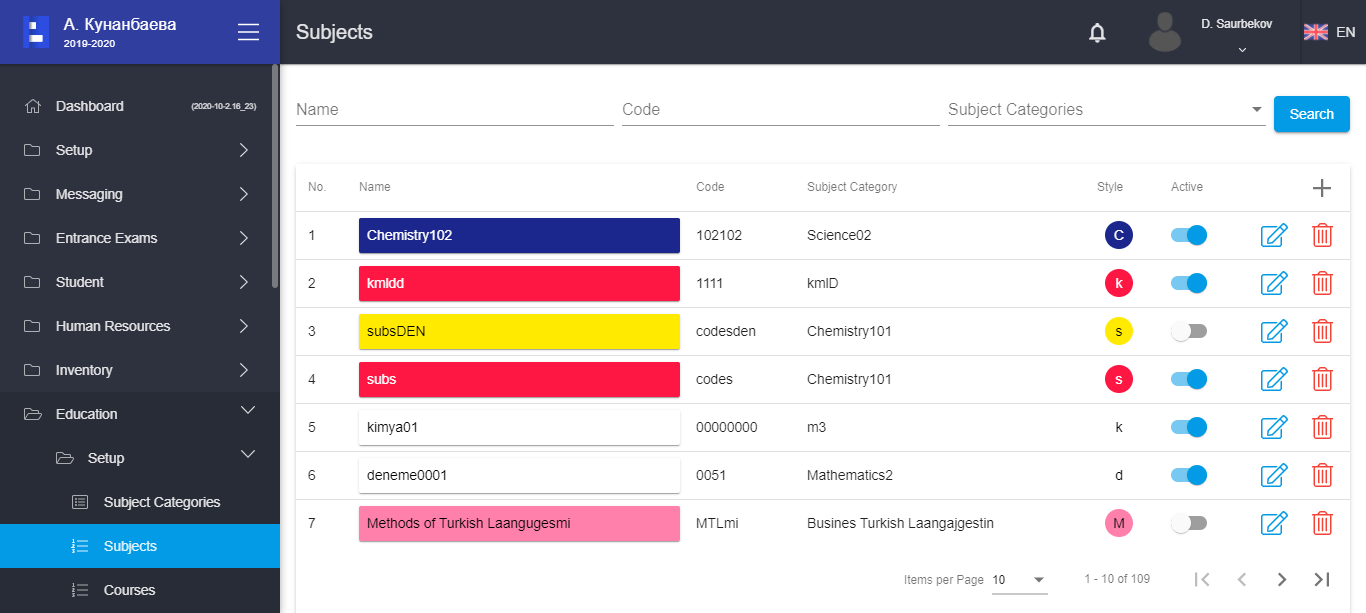 А. Кунанбаева
2019-2020
Subjects
D. Saurbekov
EN
Dashboard (2020-10-2.16_23)
Setup
Messaging
Entrance Exams
Student
Human Resources
Inventory
Education
Setup
Subject Categories
Subjects
Courses
Name Code Subject Categories Search
No. Name Code Subject Category Style Active
1 Chemistry102 102102 Science02 C
2 kmldd 1111 kmlD k
3 subsDEN codesden Chemistry101 s
4 subs codes Chemistry101 s
5 kimya01 00000000 m3 k
6 deneme0001 0051 Mathematics2 d
7 Methods of Turkish Laangugesmi MTLmi Busines Turkish Laangajgestin M
Items per Page 10 1 - 10 of 109